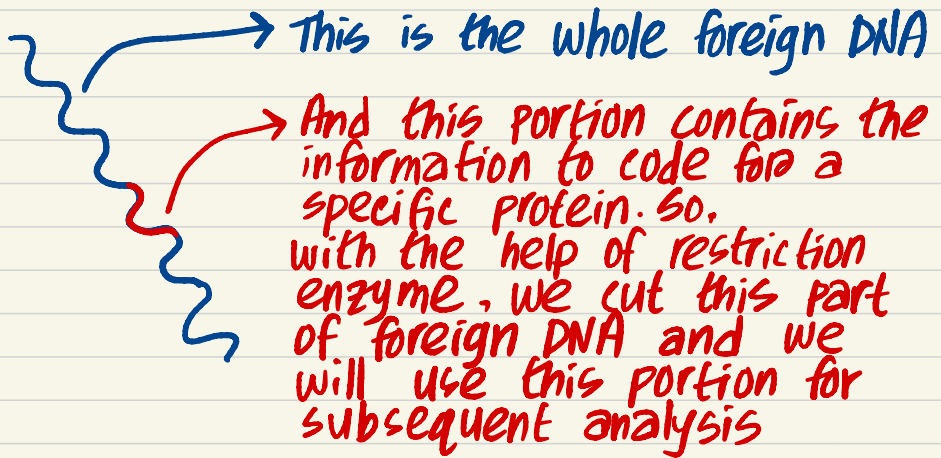 This is the whole foreign DNA
And this portion contains the
information to code for a
specific protein. So,
with the help of restriction
enzyme, we cut this part
of foreign DNA and we
will use this portion for
subsequent analysis